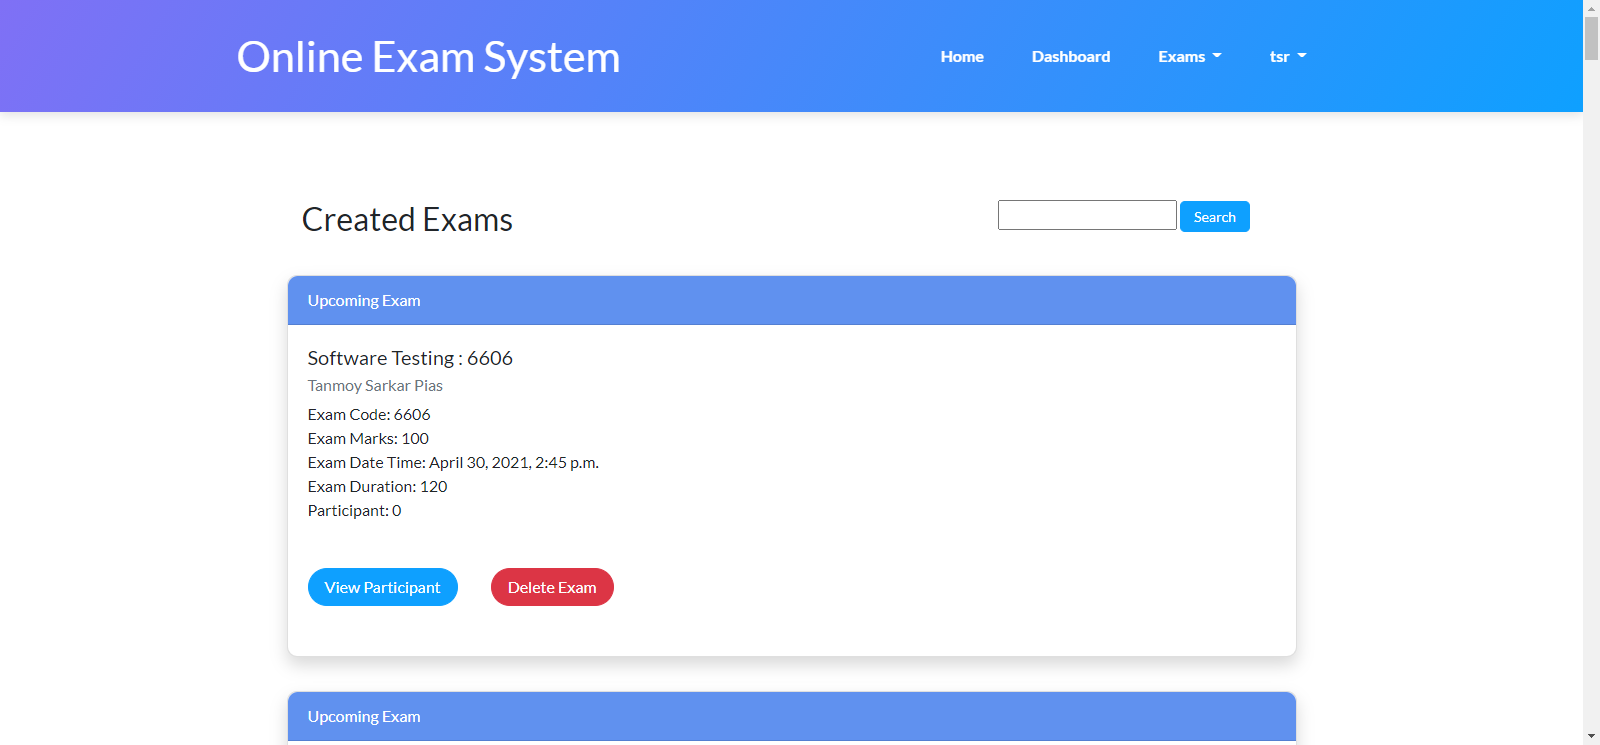 Online Exam System
Home Dashboard Exams tsr
Created Exams
Search
Upcoming Exam
Software Testing : 6606
Tanmoy Sarkar Pias
Exam Code: 6606
Exam Marks: 100
Exam Date Time: April 30, 2021, 2:45 p.m.
Exam Duration: 120
Participant: 0
View Participant Delete Exam
Upcoming Exam